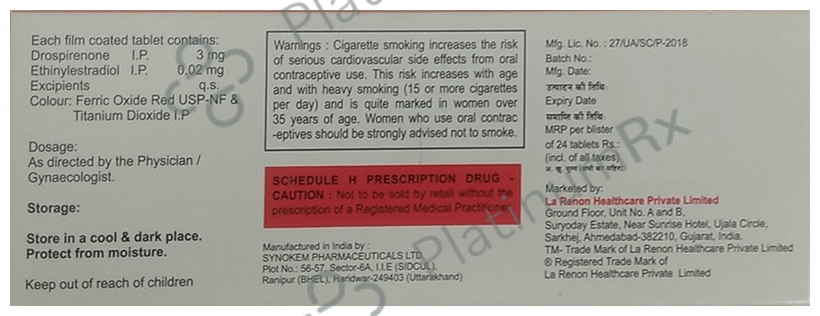 Each film coated tablet contains:
Drospirenone I.P. 3 mg
Ethinylestradiol I.P. 0.02 mg
Excipients q.s.
Colour: Ferric Oxide Red USP-NF &
Titanium Dioxide I.P
Dosage:
As directed by the Physician /
Gynaecologist.
Storage:
Store in a cool & dark place.
Protect from moisture.
Keep out of reach of children
Warnings : Cigarette smoking increases the risk
of serious cardiovascular side effects from oral
contraceptive use. This risk increases with age
and with heavy smoking (15 or more cigarettes
per day) and is quite marked in women over
35 years of age. Women who use oral contrac
-eptives should be strongly advised not to smoke.
SCHEDULE H PRESCRIPTION DRUG -
CAUTION : Not to be sold by retail without the
prescription of a Registered Medical Practitioner
Manufactured in India by :
SYNOKEM PHARMACEUTICALS LTD.
Plot No.: 56-57, Sector-6A, I.I.E (SIDCUL),
Ranipur (BHEL), Haridwar-249403 (Uttarakhand)
Mfg. Lic. No. : 27/UA/SC/P-2018
Batch No.:
Mfg. Date:
उत्पादन की तिथि:
Expiry Date
समाप्ति की तिथि:
MRP per blister
of 24 tablets Rs.:
(incl. of all taxes)
Marketed by:
La Renon Healthcare Private Limited
Ground Floor, Unit No. A and B,
Suryoday Estate, Near Sunrise Hotel, Ujala Circle,
Sarkhej, Ahmedabad-382210, Gujarat, India.
TM- Trade Mark of La Renon Healthcare Private Limited
® Registered Trade Mark of
La Renon Healthcare Private Limited
PlatinumRx